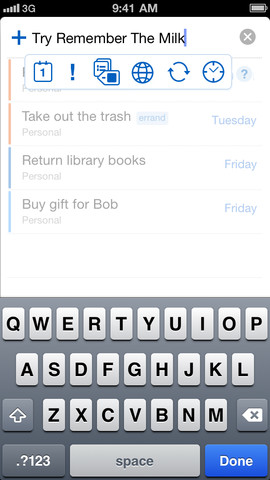 3G 9:41 AM
Try Remember The Milk
1 !
?
Personal
Take out the trash errand Tuesday
Personal
Return library books Friday
Personal
Buy gift for Bob Friday
Personal
Q W E R T Y U I O P
A S D F G H J K L
Z X C V B N M
.?123 space Done